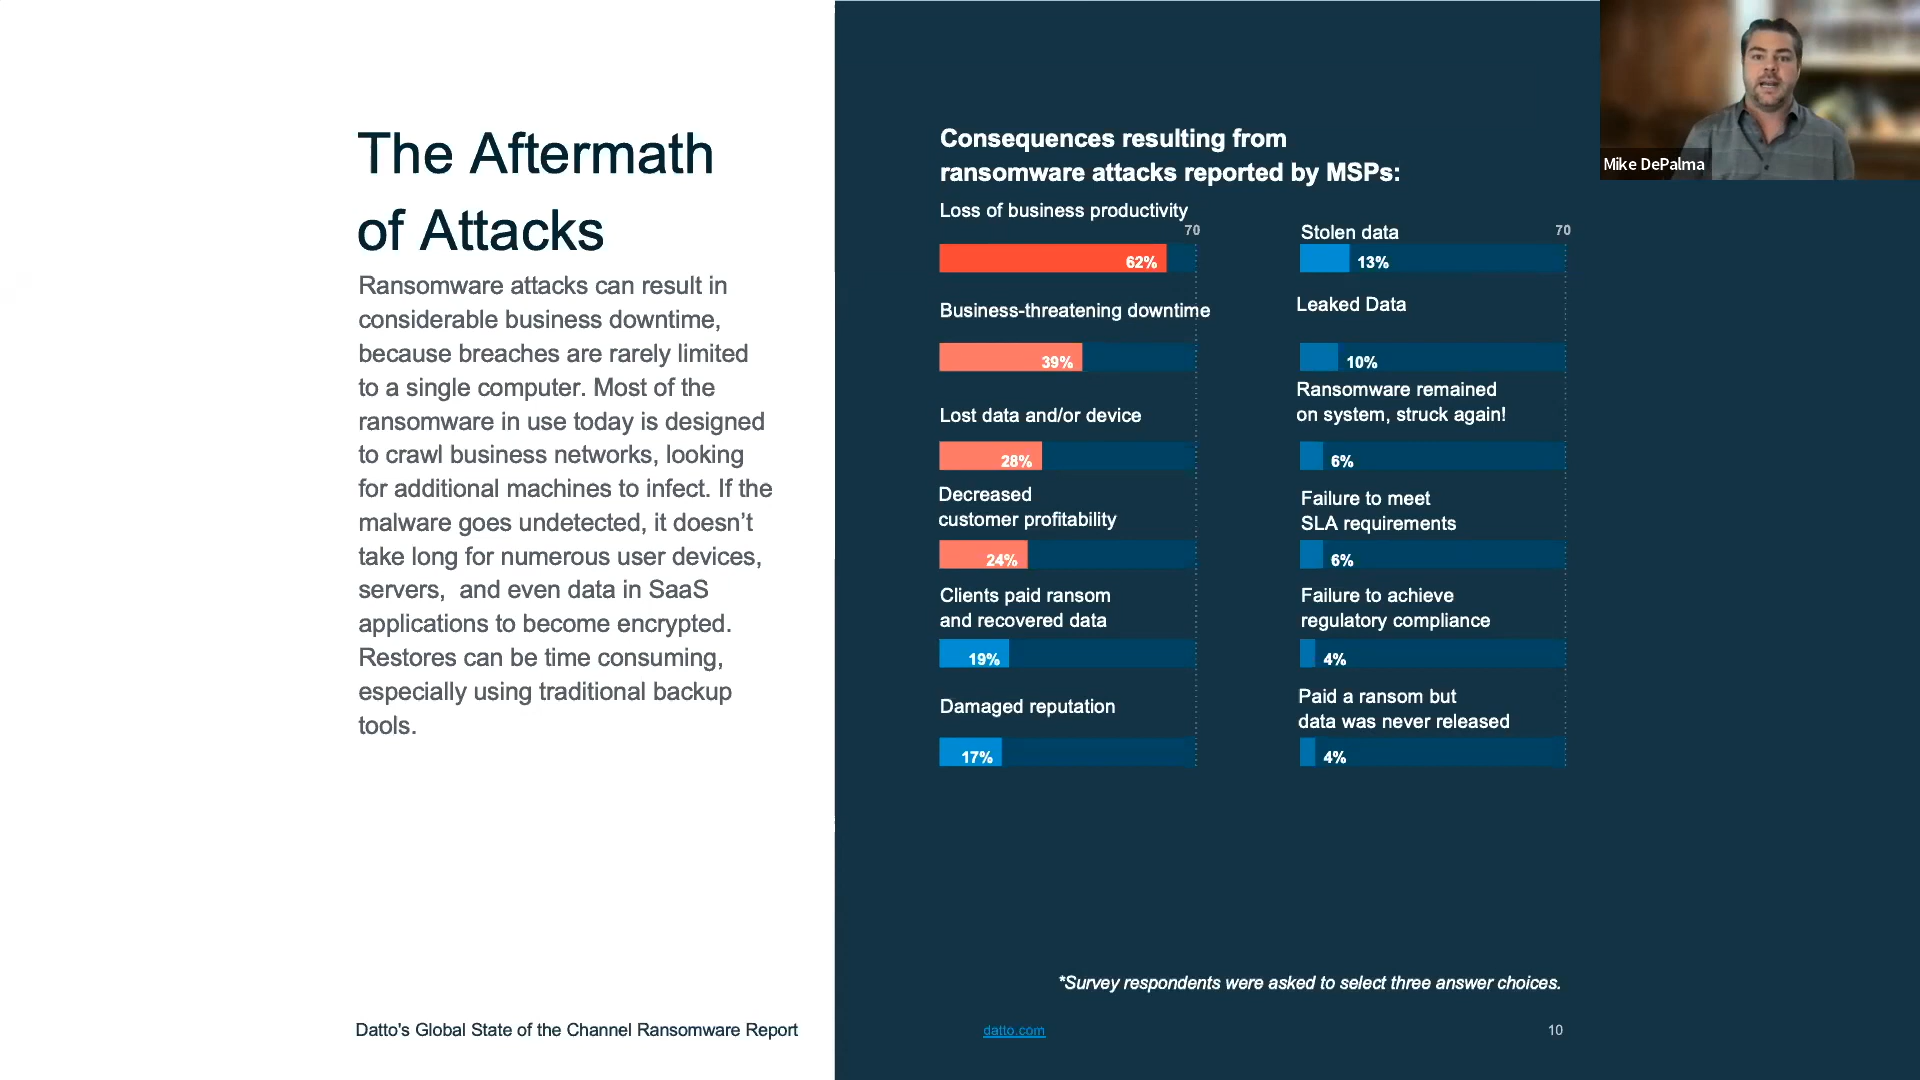 The Aftermath
of Attacks
Ransomware attacks can result in
considerable business downtime,
because breaches are rarely limited
to a single computer. Most of the
ransomware in use today is designed
to crawl business networks, looking
for additional machines to infect. If the
malware goes undetected, it doesn’t
take long for numerous user devices,
servers,  and even data in SaaS
applications to become encrypted.
Restores can be time consuming,
especially using traditional backup
tools.
Datto's Global State of the Channel Ransomware Report
Consequences resulting from
ransomware attacks reported by MSPs:
Loss of business productivity
70
62%
Business-threatening downtime
39%
Lost data and/or device
28%
Decreased
customer profitability
24%
Clients paid ransom
and recovered data
19%
Damaged reputation
17%
Stolen data
70
13%
Leaked Data
10%
Ransomware remained
on system, struck again!
6%
Failure to meet
SLA requirements
6%
Failure to achieve
regulatory compliance
4%
Paid a ransom but
data was never released
4%
*Survey respondents were asked to select three answer choices.
datto.com
10
Mike DePalma